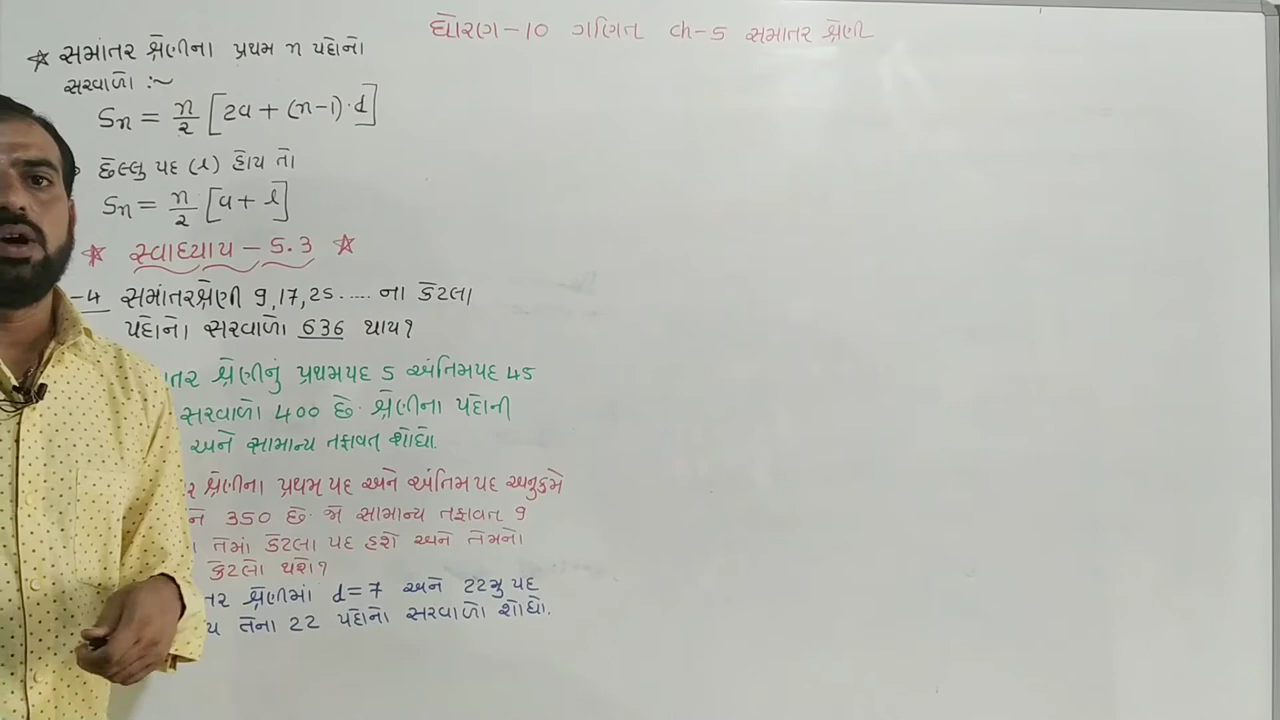 ધોરણ-10 ગણિત ch-5 સમાંતર શ્રેણી
☆ સમાંતર શ્રેણીના પ્રથમ n પદોનો
સરવાળો :~
Sn = n/2 [2a + (n-1)·d]
છેલ્લુ પદ (l) હોય તો
Sn = n/2 [a + l]
☆ સ્વાધ્યાય - 5.3 ☆
-4 સમાંતરશ્રેણી 9,17,25..... ના કેટલા
પદોનો સરવાળો 636 થાય?
શ્રેણીનું પ્રથમપદ 5 અંતિમપદ 45
સરવાળો 400 છે. શ્રેણીના પદોની
અને સામાન્ય તફાવત શોધો.
શ્રેણીના પ્રથમ પદ અને અંતિમ પદ અનુક્રમે
350 છે. જો સામાન્ય તફાવત 9
તેમાં કેટલા પદ હશે અને તેમનો
કેટલો થશે?
શ્રેણીમાં d=7 અને 22મુ પદ
તેના 22 પદોનો સરવાળો શોધો.